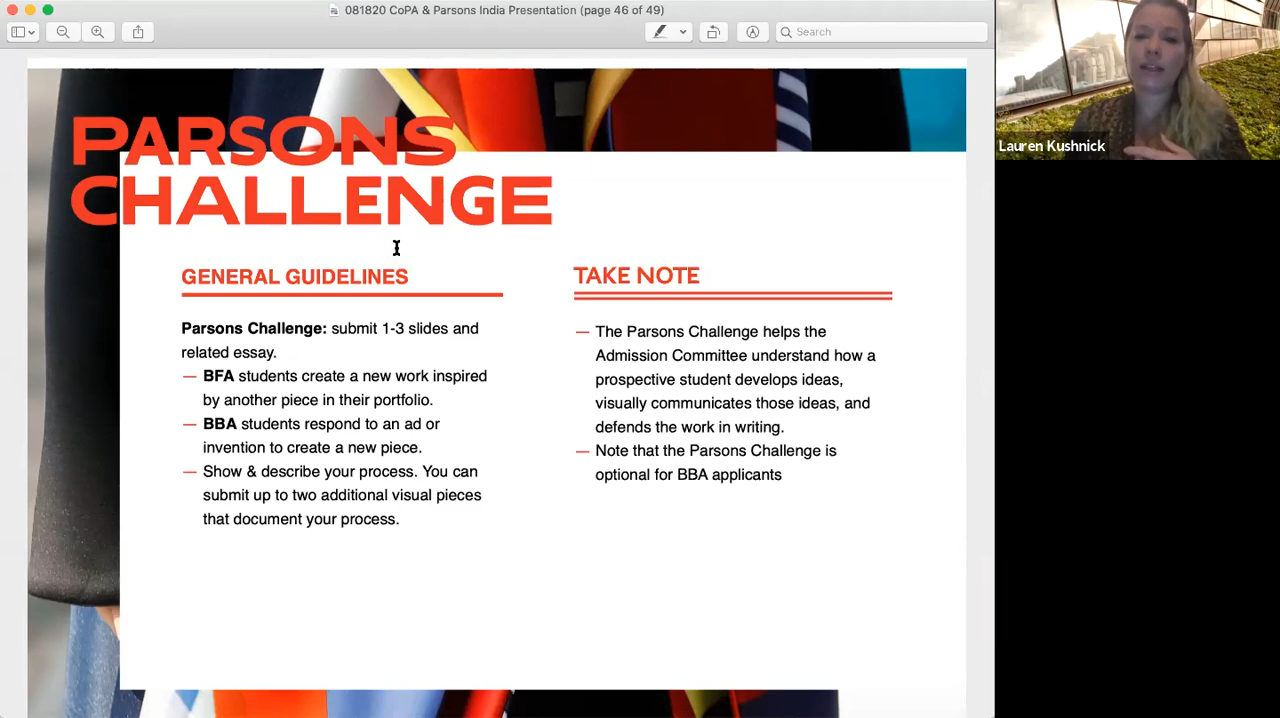 081820 CoPA & Parsons India Presentation (page 46 of 49)
Search
Lauren Kushnick
PARSONS
CHALLENGE
GENERAL GUIDELINES
Parsons Challenge: submit 1-3 slides and
related essay.
— BFA students create a new work inspired
by another piece in their portfolio.
— BBA students respond to an ad or
invention to create a new piece.
— Show & describe your process. You can
submit up to two additional visual pieces
that document your process.
TAKE NOTE
— The Parsons Challenge helps the
Admission Committee understand how a
prospective student develops ideas,
visually communicates those ideas, and
defends the work in writing.
— Note that the Parsons Challenge is
optional for BBA applicants